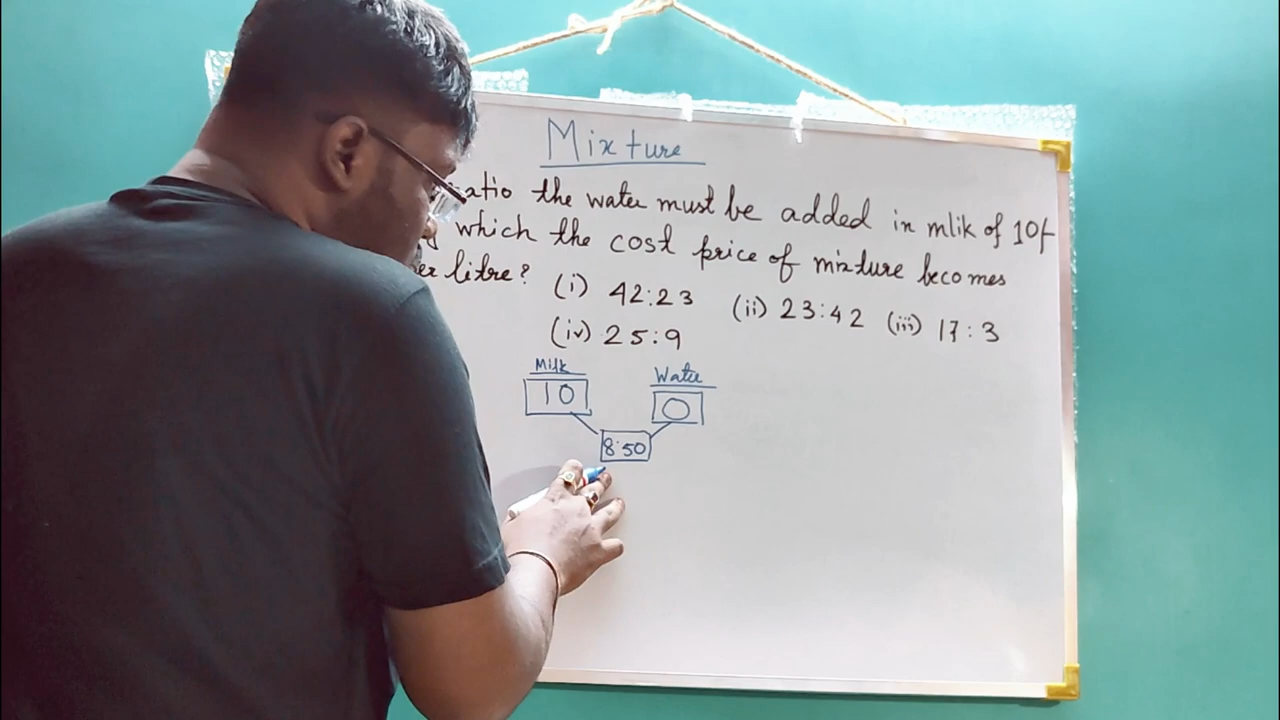 Mixture
the water must be added in mlik of 10/-
which the cost price of mixture becomes
litre? (i) 42:23 (ii) 23:42 (iii) 17:3
(iv) 25:9
Milk Water
10 0
8.50